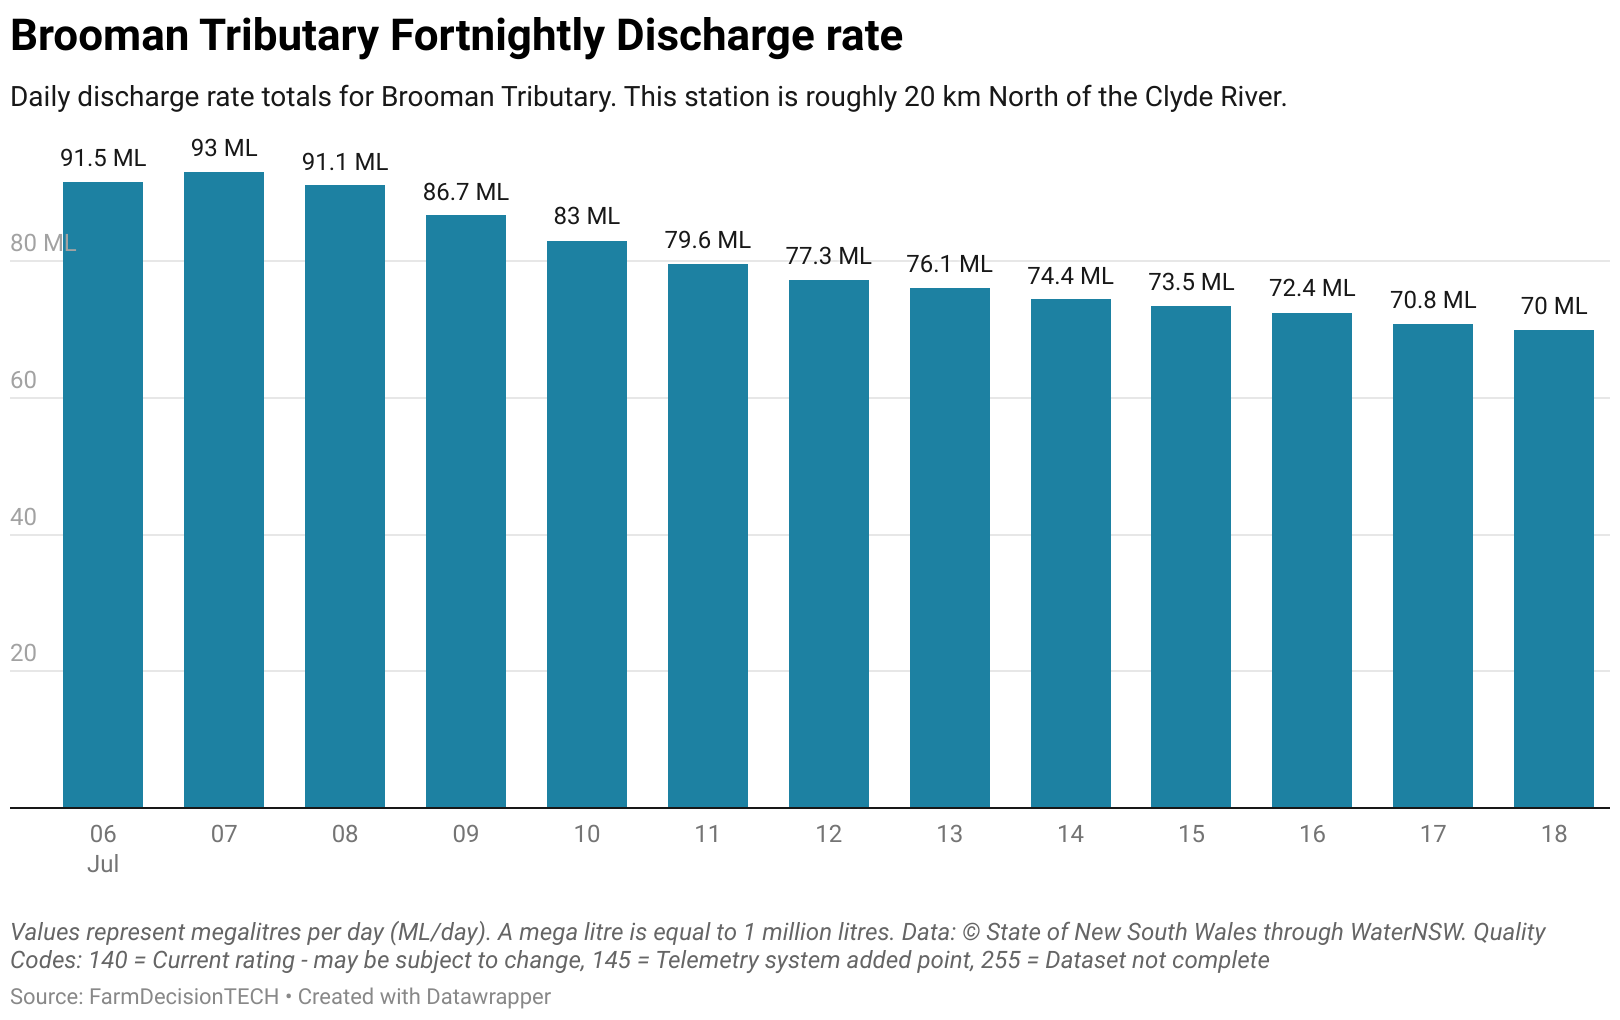 Brooman Tributary Fortnightly Discharge rate
Daily discharge rate totals for Brooman Tributary. This station is roughly 20 km North of the Clyde River.
91.5 ML
93 ML
91.1 ML
86.7 ML
83 ML
79.6 ML
77.3 ML
76.1 ML
74.4 ML
73.5 ML
72.4 ML
70.8 ML
70 ML
80 ML
60
40
20
06 07 08 09 10 11 12 13 14 15 16 17 18
Jul
Values represent megalitres per day (ML/day). A mega litre is equal to 1 million litres. Data: © State of New South Wales through WaterNSW. Quality
Codes: 140 = Current rating - may be subject to change, 145 = Telemetry system added point, 255 = Dataset not complete
Source: FarmDecisionTECH • Created with Datawrapper